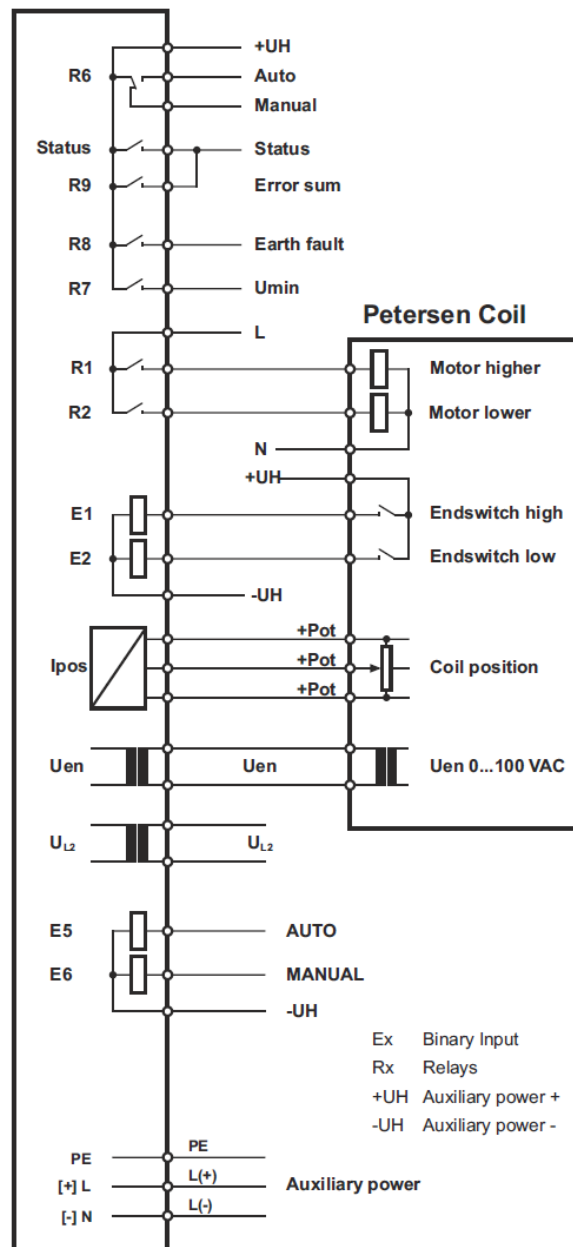 +UH
R6 Auto
Manual
Status Status
R9 Error sum
R8 Earth fault
R7 Umin
Petersen Coil
L
R1 Motor higher
R2 Motor lower
N
+UH
E1 Endswitch high
E2 Endswitch low
-UH
+Pot
Ipos +Pot Coil position
+Pot
Uen Uen Uen 0...100 VAC
UL2 UL2
E5 AUTO
E6 MANUAL
-UH
Ex Binary Input
Rx Relays
+UH Auxiliary power +
-UH Auxiliary power -
PE PE
[+] L L(+) Auxiliary power
[-] N L(-)